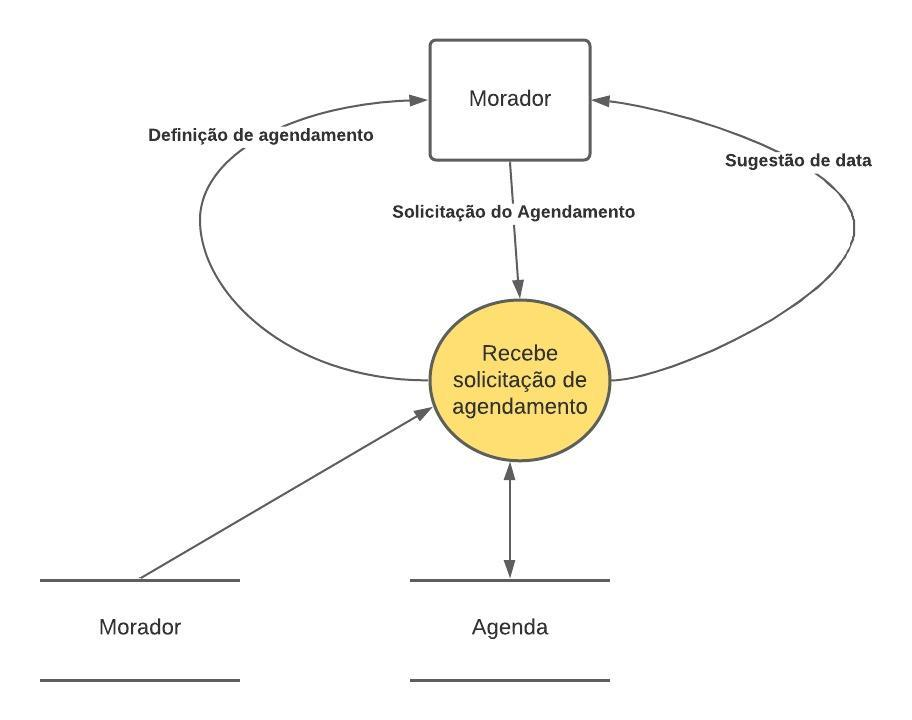 Morador
Definição de agendamento
Sugestão de data
Solicitação do Agendamento
Recebe
solicitação de
agendamento
Morador
Agenda